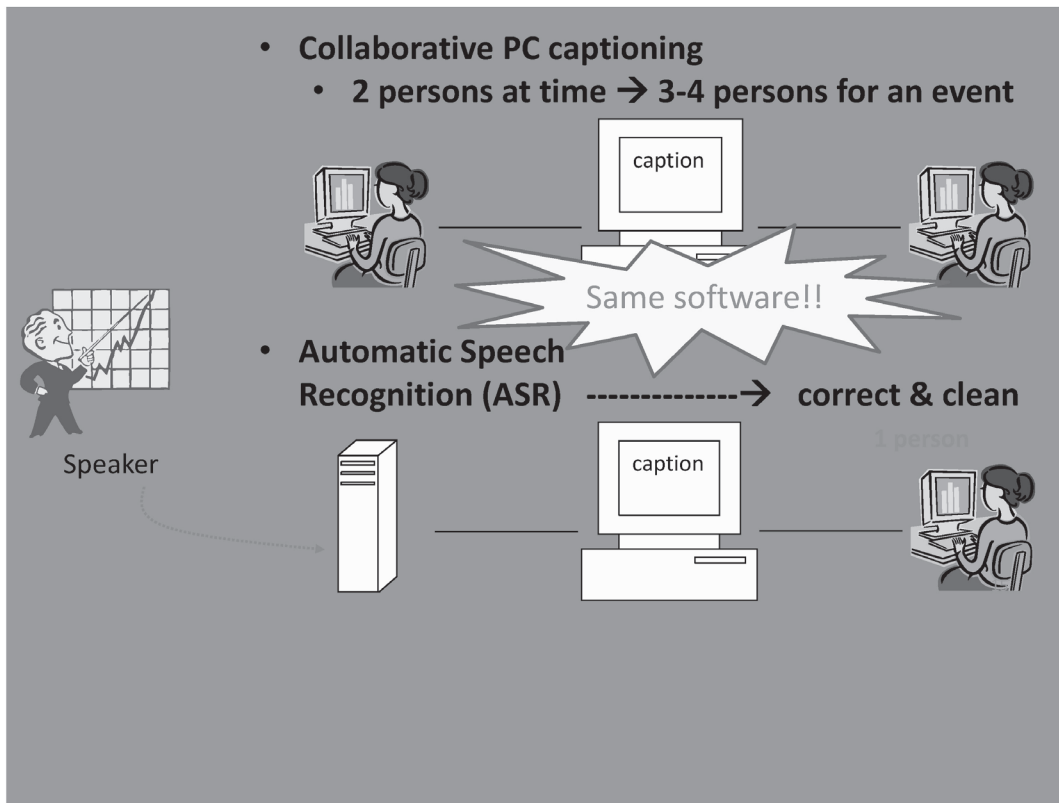 • Collaborative PC captioning
• 2 persons at time → 3-4 persons for an event
caption
Same software!!
• Automatic Speech
Recognition (ASR) --------------→ correct & clean
1 person
Speaker
caption